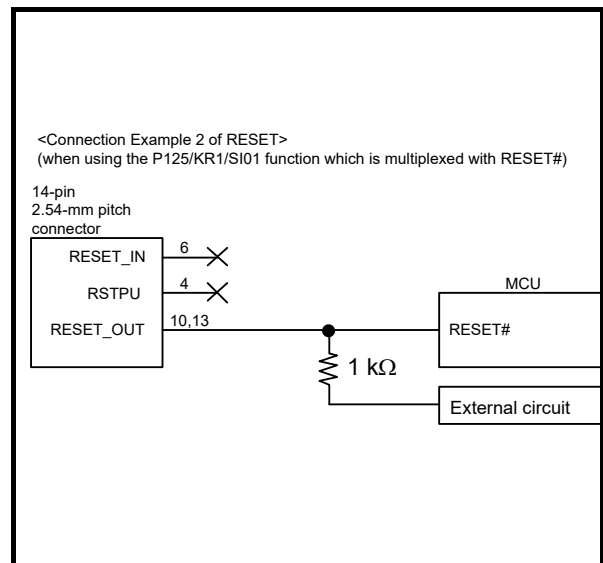 <Connection Example 2 of RESET>
(when using the P125/KR1/SI01 function which is multiplexed with RESET#)
14-pin
2.54-mm pitch
connector
RESET_IN
6
RSTPU
4
RESET_OUT
10,13
MCU
RESET#
1 kΩ
External circuit